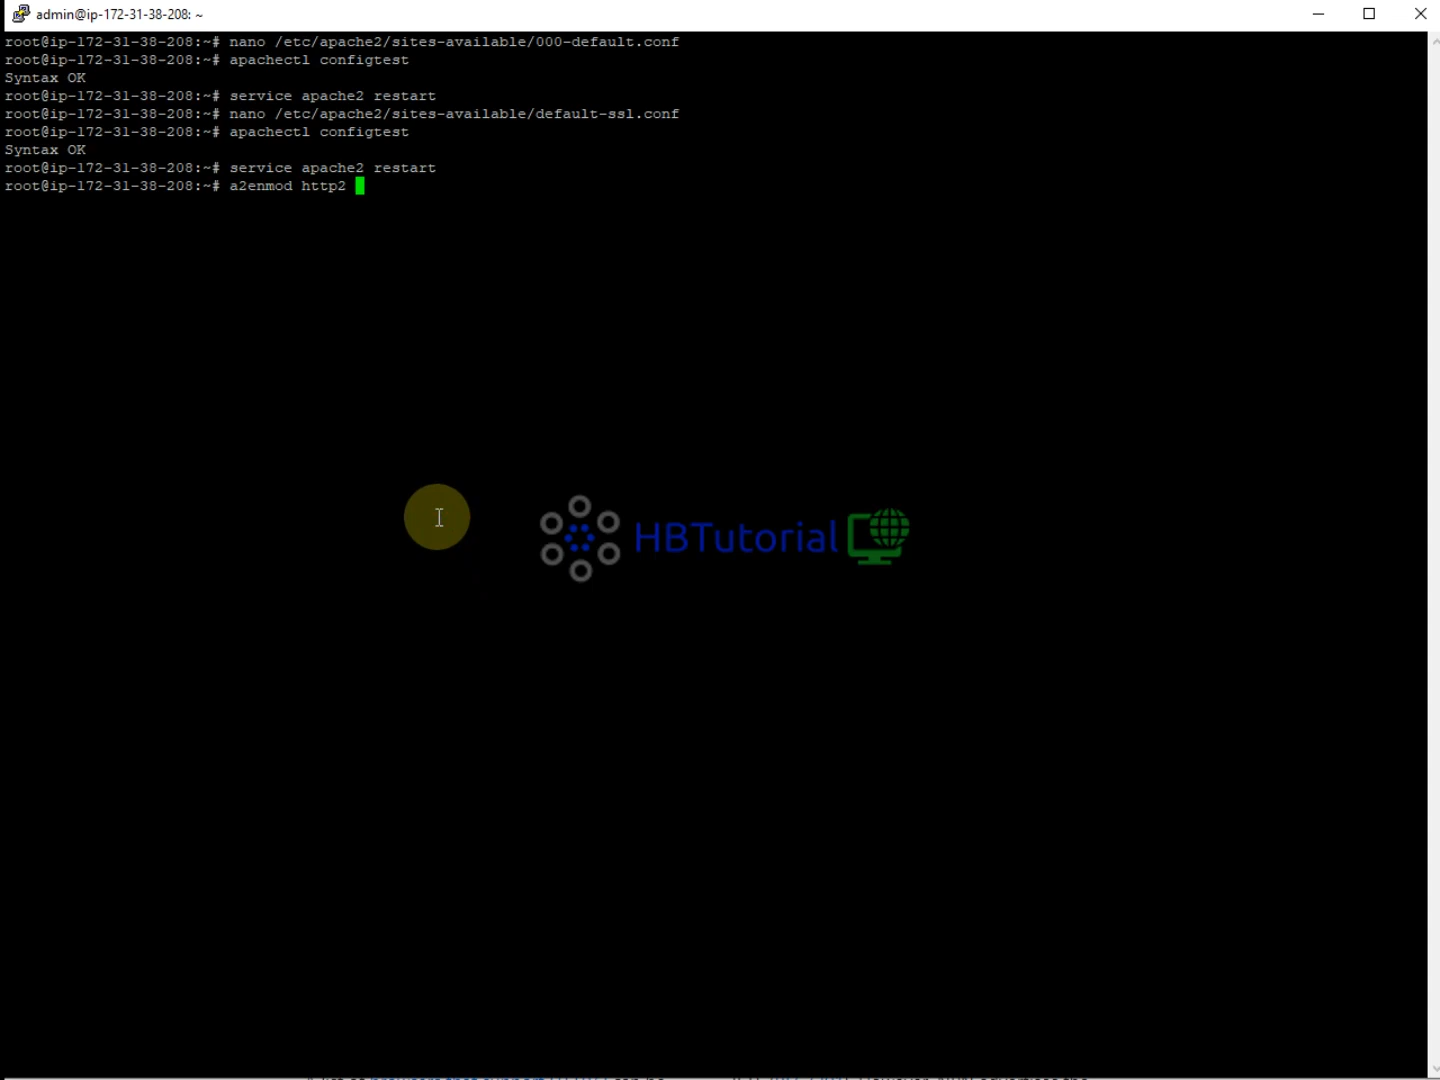 admin@ip-172-31-38-208: ~
root@ip-172-31-38-208:~# nano /etc/apache2/sites-available/000-default.conf
root@ip-172-31-38-208:~# apachectl configtest
Syntax OK
root@ip-172-31-38-208:~# service apache2 restart
root@ip-172-31-38-208:~# nano /etc/apache2/sites-available/default-ssl.conf
root@ip-172-31-38-208:~# apachectl configtest
Syntax OK
root@ip-172-31-38-208:~# service apache2 restart
root@ip-172-31-38-208:~# a2enmod http2
HBTutorial